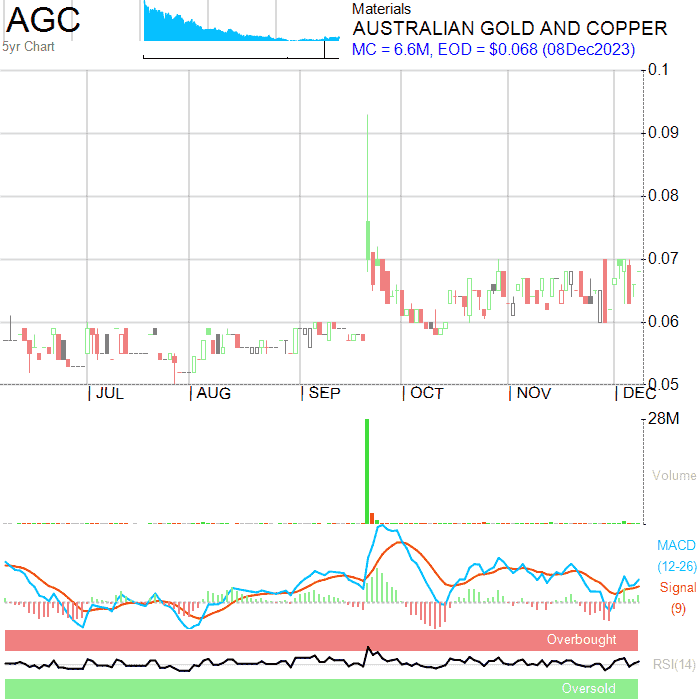 AGC
5yr Chart
Materials
AUSTRALIAN GOLD AND COPPER
MC = 6.6M, EOD = $0.068 (08Dec2023)
0.1
0.09
0.08
0.07
0.06
0.05
JUL AUG SEP OCT NOV DEC
28M
Volume
MACD
(12-26)
Signal
(9)
Overbought
RSI(14)
Oversold